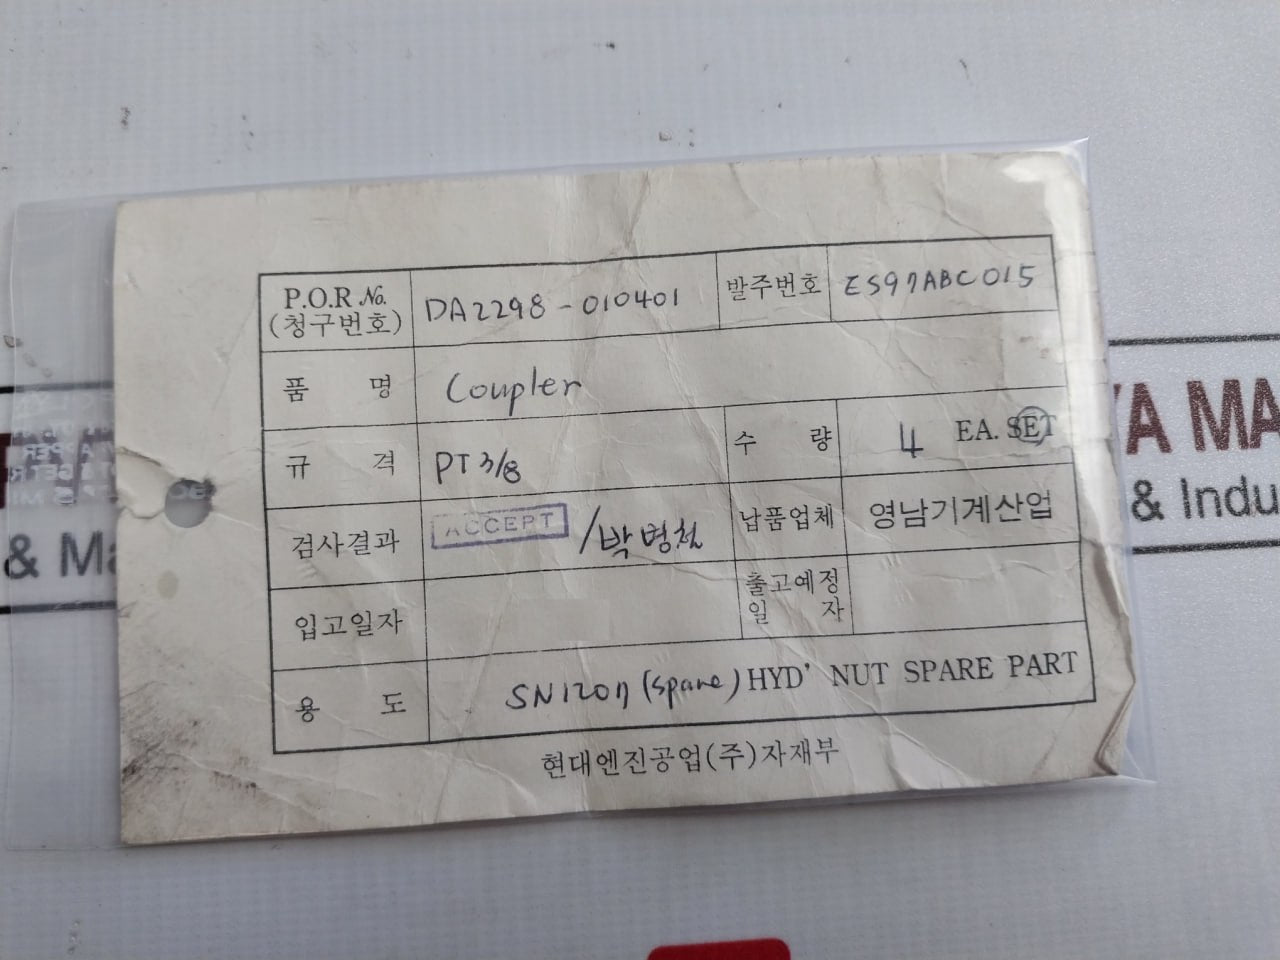 P.O.R No. DA2298-010401 발주번호 ES97ABC015
(청구번호)
품 명 Coupler
규 격 PT 3/8 수 량 4 EA. SET
검사결과 ACCEPT /박병천 납품업체 영남기계산업
입고일자 출고예정
일 자
용 도 SN1207 (spare) HYD' NUT SPARE PART
현대엔진공업(주)자재부
YA MA
& Indu
& Ma